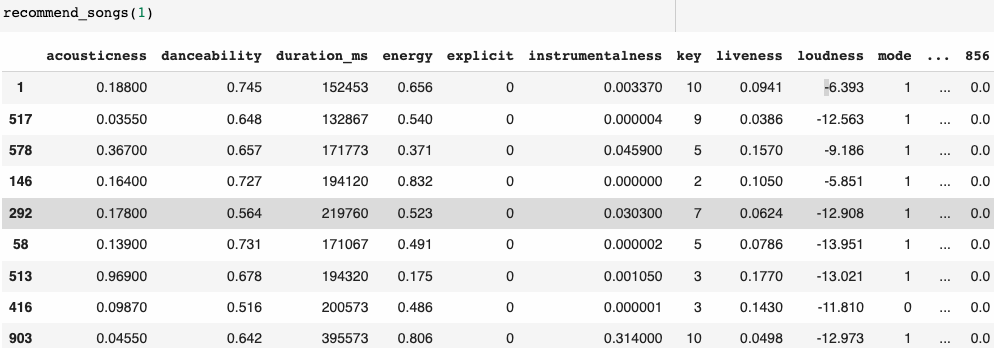 recommend_songs(1)
acousticness danceability duration_ms energy explicit instrumentalness key liveness loudness mode ... 856
1 0.18800 0.745 152453 0.656 0 0.003370 10 0.0941 -6.393 1 ... 0.0
517 0.03550 0.648 132867 0.540 0 0.000004 9 0.0386 -12.563 1 ... 0.0
578 0.36700 0.657 171773 0.371 0 0.045900 5 0.1570 -9.186 1 ... 0.0
146 0.16400 0.727 194120 0.832 0 0.000000 2 0.1050 -5.851 1 ... 0.0
292 0.17800 0.564 219760 0.523 0 0.030300 7 0.0624 -12.908 1 ... 0.0
58 0.13900 0.731 171067 0.491 0 0.000002 5 0.0786 -13.951 1 ... 0.0
513 0.96900 0.678 194320 0.175 0 0.001050 3 0.1770 -13.021 1 ... 0.0
416 0.09870 0.516 200573 0.486 0 0.000001 3 0.1430 -11.810 0 ... 0.0
903 0.04550 0.642 395573 0.806 0 0.314000 10 0.0498 -12.973 1 ... 0.0